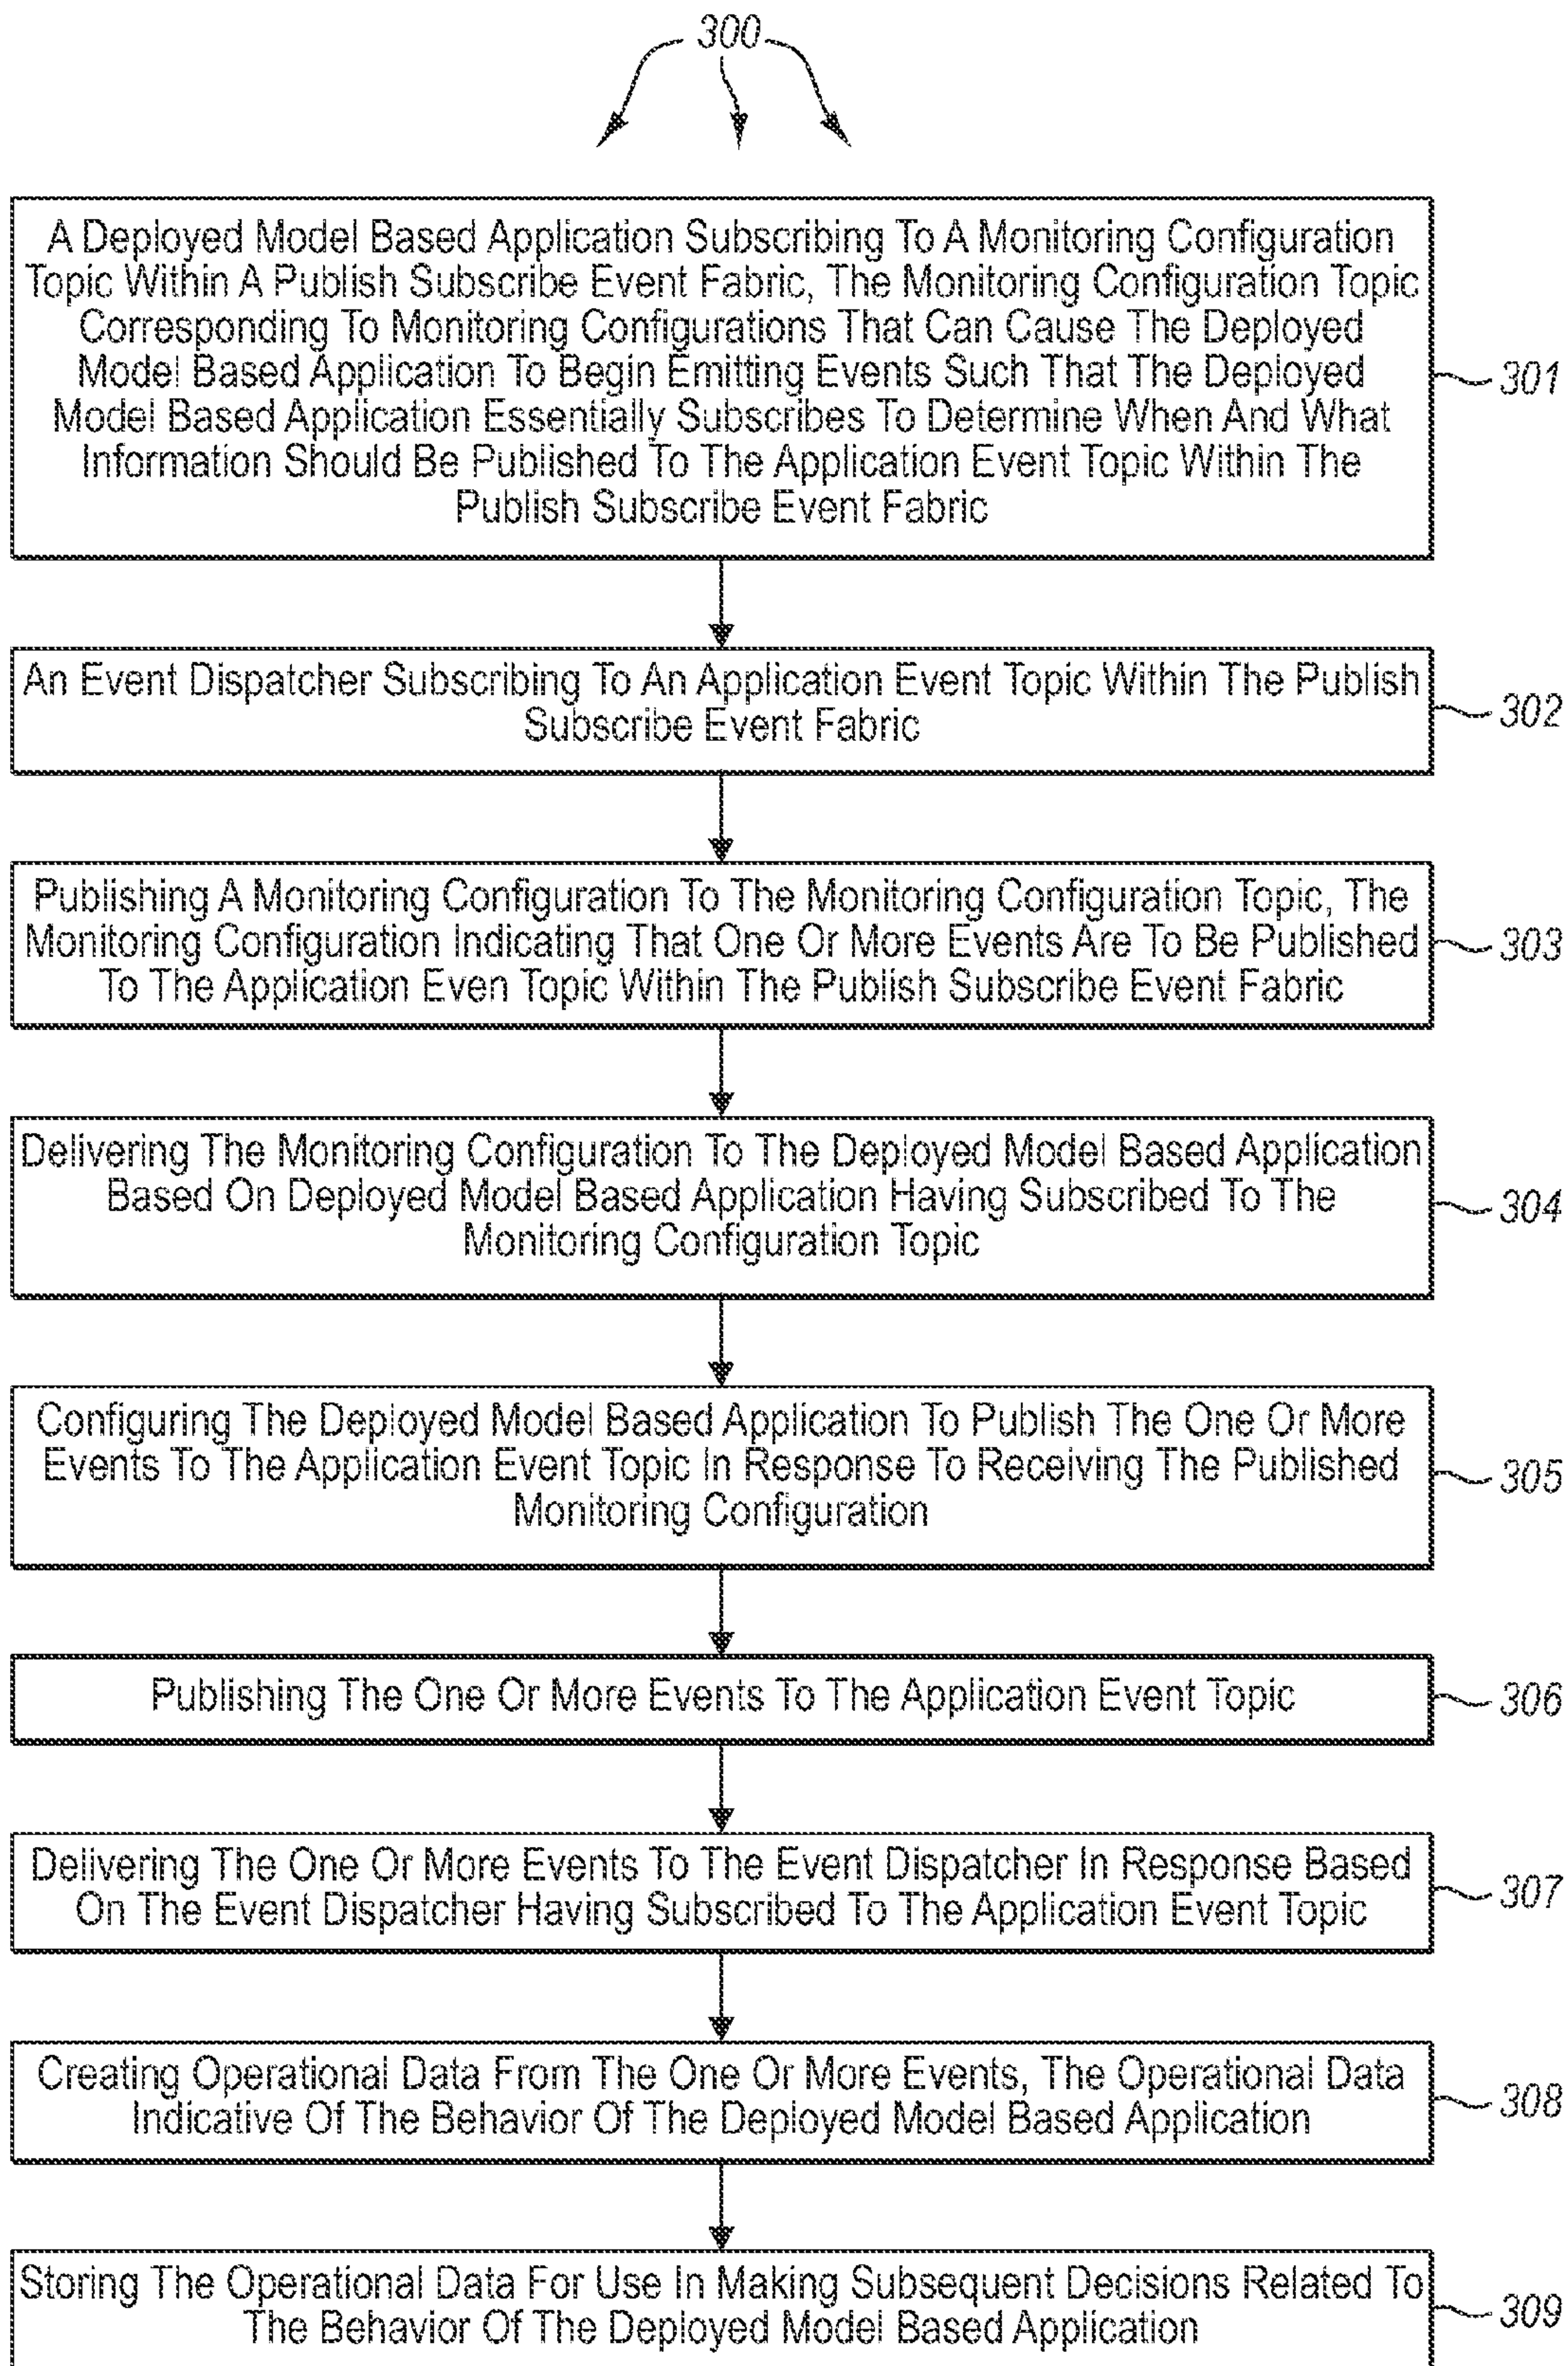 300
A Deployed Model Based Application Subscribing To A Monitoring Configuration
Topic Within A Publish Subscribe Event Fabric, The Monitoring Configuration Topic
Corresponding To Monitoring Configurations That Can Cause The Deployed
Model Based Application To Begin Emitting Events Such That The Deployed
Model Based Application Essentially Subscribes To Determine When And What
Information Should Be Published To The Application Event Topic Within The
Publish Subscribe Event Fabric
301
An Event Dispatcher Subscribing To An Application Event Topic Within The Publish
Subscribe Event Fabric
302
Publishing A Monitoring Configuration To The Monitoring Configuration Topic, The
Monitoring Configuration Indicating That One Or More Events Are To Be Published
To The Application Even Topic Within The Publish Subscribe Event Fabric
303
Delivering The Monitoring Configuration To The Deployed Model Based Application
Based On Deployed Model Based Application Having Subscribed To The
Monitoring Configuration Topic
304
Configuring The Deployed Model Based Application To Publish The One Or More
Events To The Application Event Topic In Response To Receiving The Published
Monitoring Configuration
305
Publishing The One Or More Events To The Application Event Topic
306
Delivering The One Or More Events To The Event Dispatcher In Response Based
On The Event Dispatcher Having Subscribed To The Application Event Topic
307
Creating Operational Data From The One Or More Events, The Operational Data
Indicative Of The Behavior Of The Deployed Model Based Application
308
Storing The Operational Data For Use In Making Subsequent Decisions Related To
The Behavior Of The Deployed Model Based Application
309